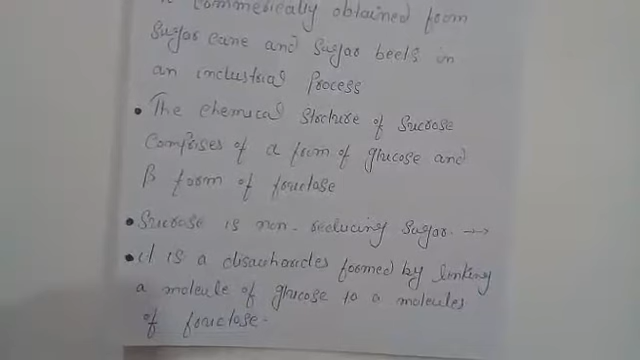 commercially obtained from
Sugar cane and Sugar beets in
an industrial Process
• The chemical structure of Sucrose
Comprises of α form of glucose and
β form of fouctose
• Sucrose is non-reducing Sugar. →
• It is a disaccharides formed by linking
a molecule of glucose to a molecules
of fouctose.